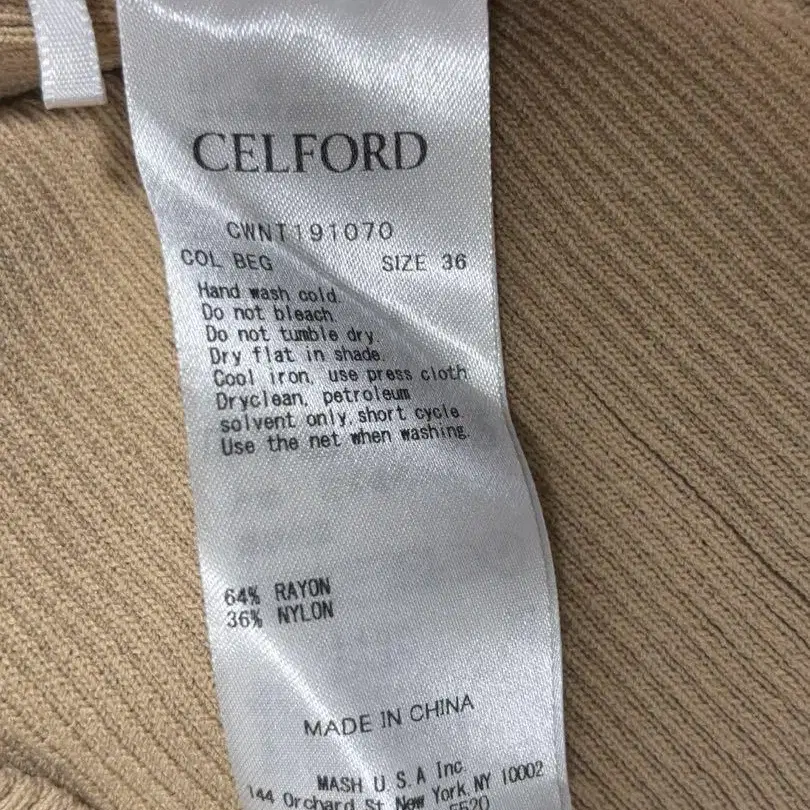 CELFORD
CWNT191070
COL BEG SIZE 36
Hand wash cold.
Do not bleach.
Do not tumble dry.
Dry flat in shade.
Cool iron, use press cloth
Dryclean, petroleum
solvent only, short cycle.
Use the net when washing.
64% RAYON
36% NYLON
MADE IN CHINA
MASH U.S.A Inc.
144 Orchard St. New York, NY 10002
5520